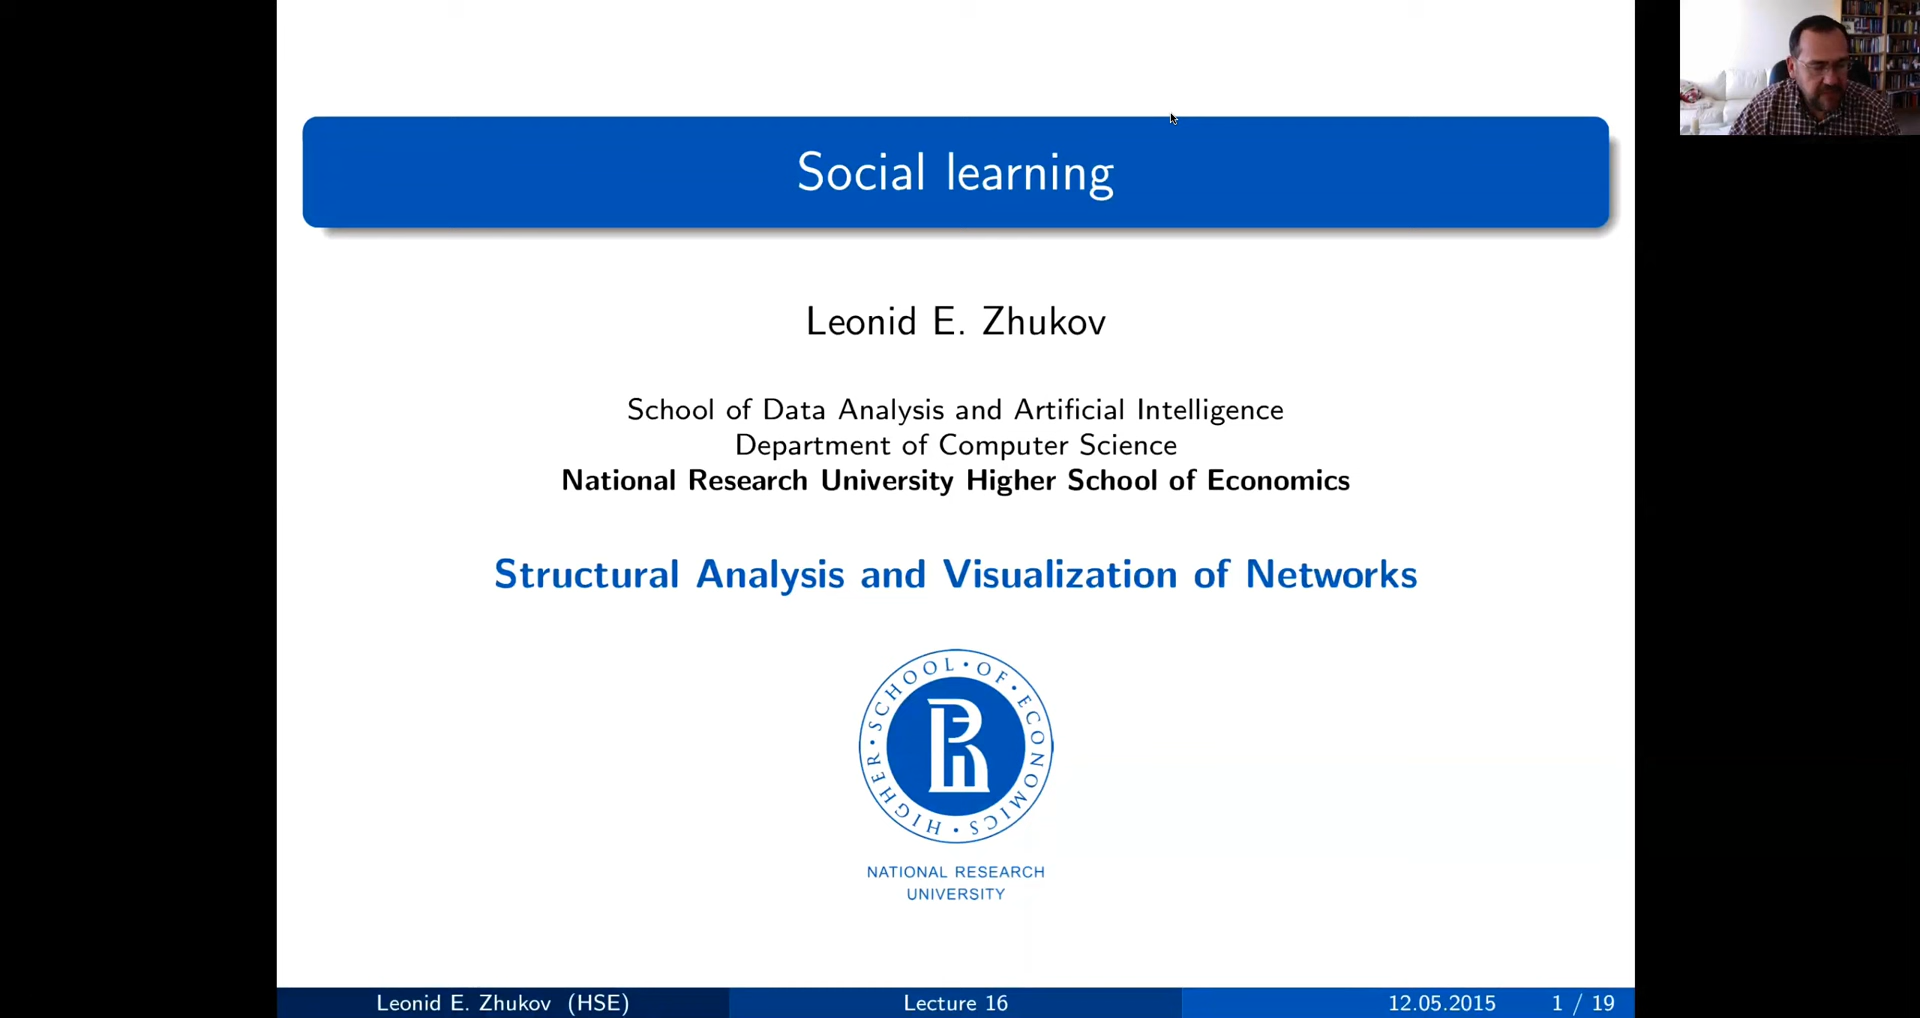 Social learning
Leonid E. Zhukov
School of Data Analysis and Artificial Intelligence
Department of Computer Science
National Research University Higher School of Economics
Structural Analysis and Visualization of Networks
HIGHER • SCHOOL • OF • ECONOMICS •
NATIONAL RESEARCH
UNIVERSITY
Leonid E. Zhukov (HSE)
Lecture 16
12.05.2015
1 / 19